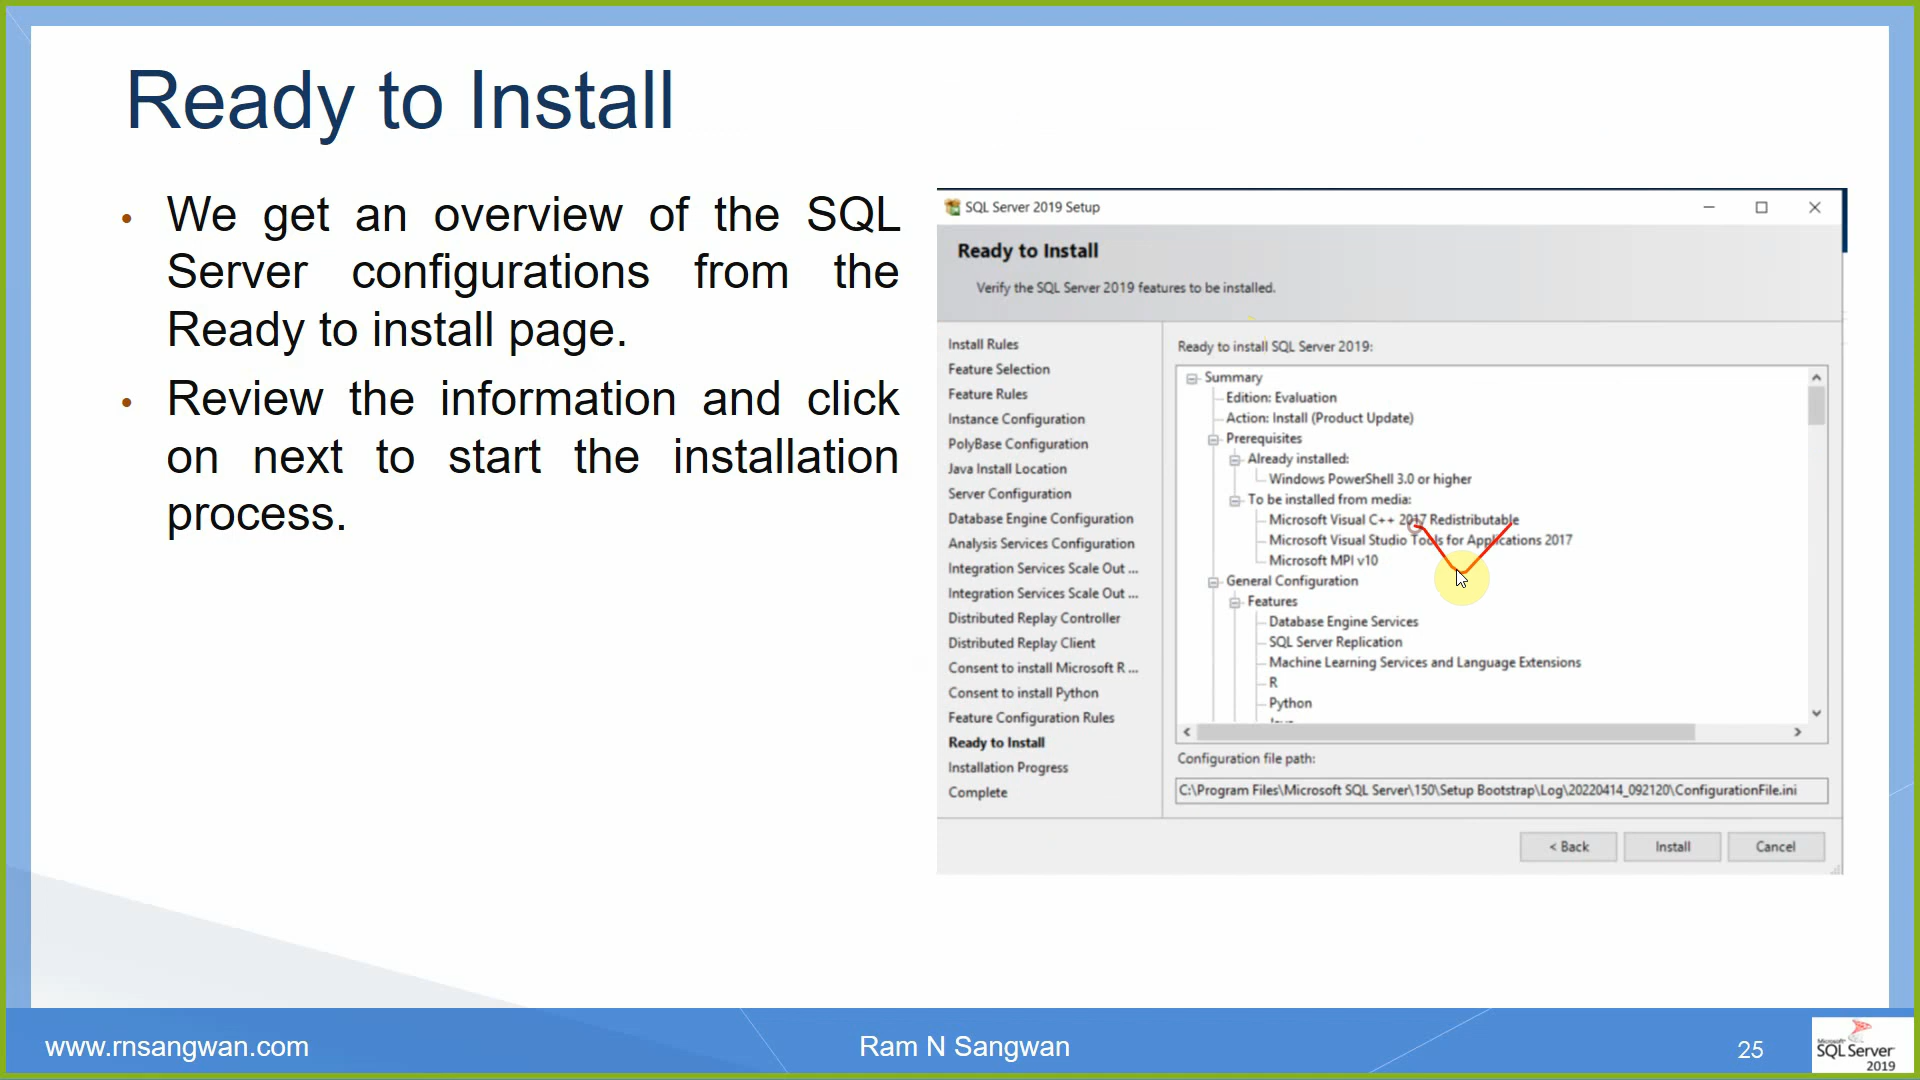 Ready to Install
• We get an overview of the SQL
Server configurations from the
Ready to install page.
• Review the information and click
on next to start the installation
process.
SQL Server 2019 Setup
Ready to Install
Verify the SQL Server 2019 features to be installed.
Install Rules
Feature Selection
Feature Rules
Instance Configuration
PolyBase Configuration
Java Install Location
Server Configuration
Database Engine Configuration
Analysis Services Configuration
Integration Services Scale Out ...
Integration Services Scale Out ...
Distributed Replay Controller
Distributed Replay Client
Consent to install Microsoft R ...
Consent to install Python
Feature Configuration Rules
Ready to Install
Installation Progress
Complete
Ready to install SQL Server 2019:
Summary
Edition: Evaluation
Action: Install (Product Update)
Prerequisites
Already installed:
Windows PowerShell 3.0 or higher
To be installed from media:
Microsoft Visual C++ 2017 Redistributable
Microsoft Visual Studio Tools for Applications 2017
Microsoft MPI v10
General Configuration
Features
Database Engine Services
SQL Server Replication
Machine Learning Services and Language Extensions
R
Python
Configuration file path:
C:\Program Files\Microsoft SQL Server\150\Setup Bootstrap\Log\20220414_092120\ConfigurationFile.ini
< Back
Install
Cancel
www.rnsangwan.com
Ram N Sangwan
25
Microsoft
SQL Server
2019